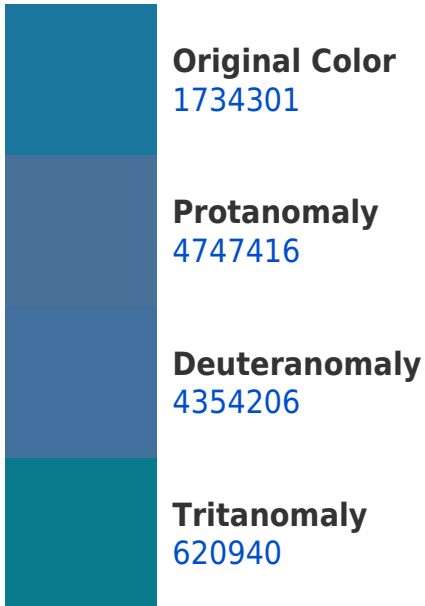 Original Color
1734301
Protanomaly
4747416
Deuteranomaly
4354206
Tritanomaly
620940